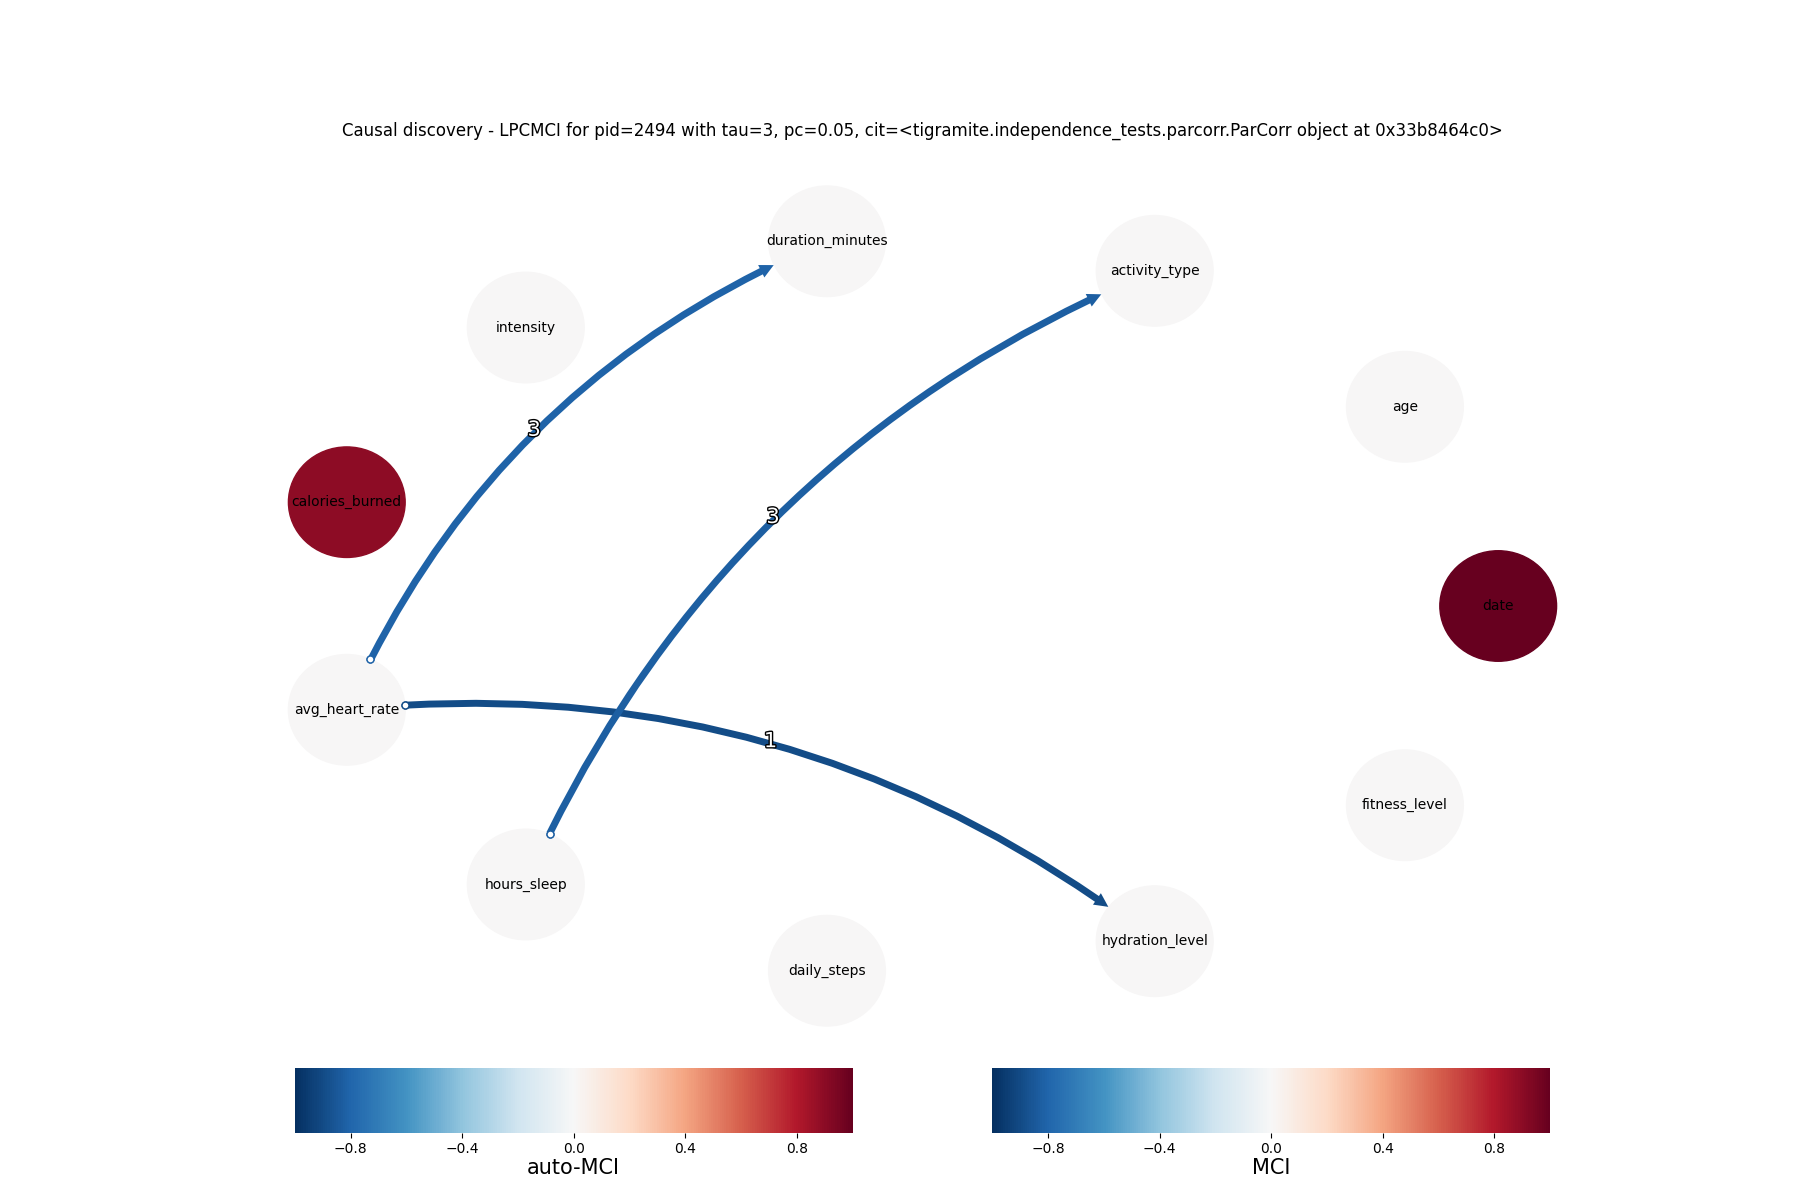 Causal discovery - LPCMCI for pid=2494 with tau=3, pc=0.05, cit=<tigramite.independence_tests.parcorr.ParCorr object at 0x33b8464c0>
duration_minutes
activity_type
intensity
age
3
calories_burned
3
date
avg_heart_rate
1
fitness_level
hours_sleep
hydration_level
daily_steps
−0.8 −0.4 0.0 0.4 0.8
auto-MCI
−0.8 −0.4 0.0 0.4 0.8
MCI